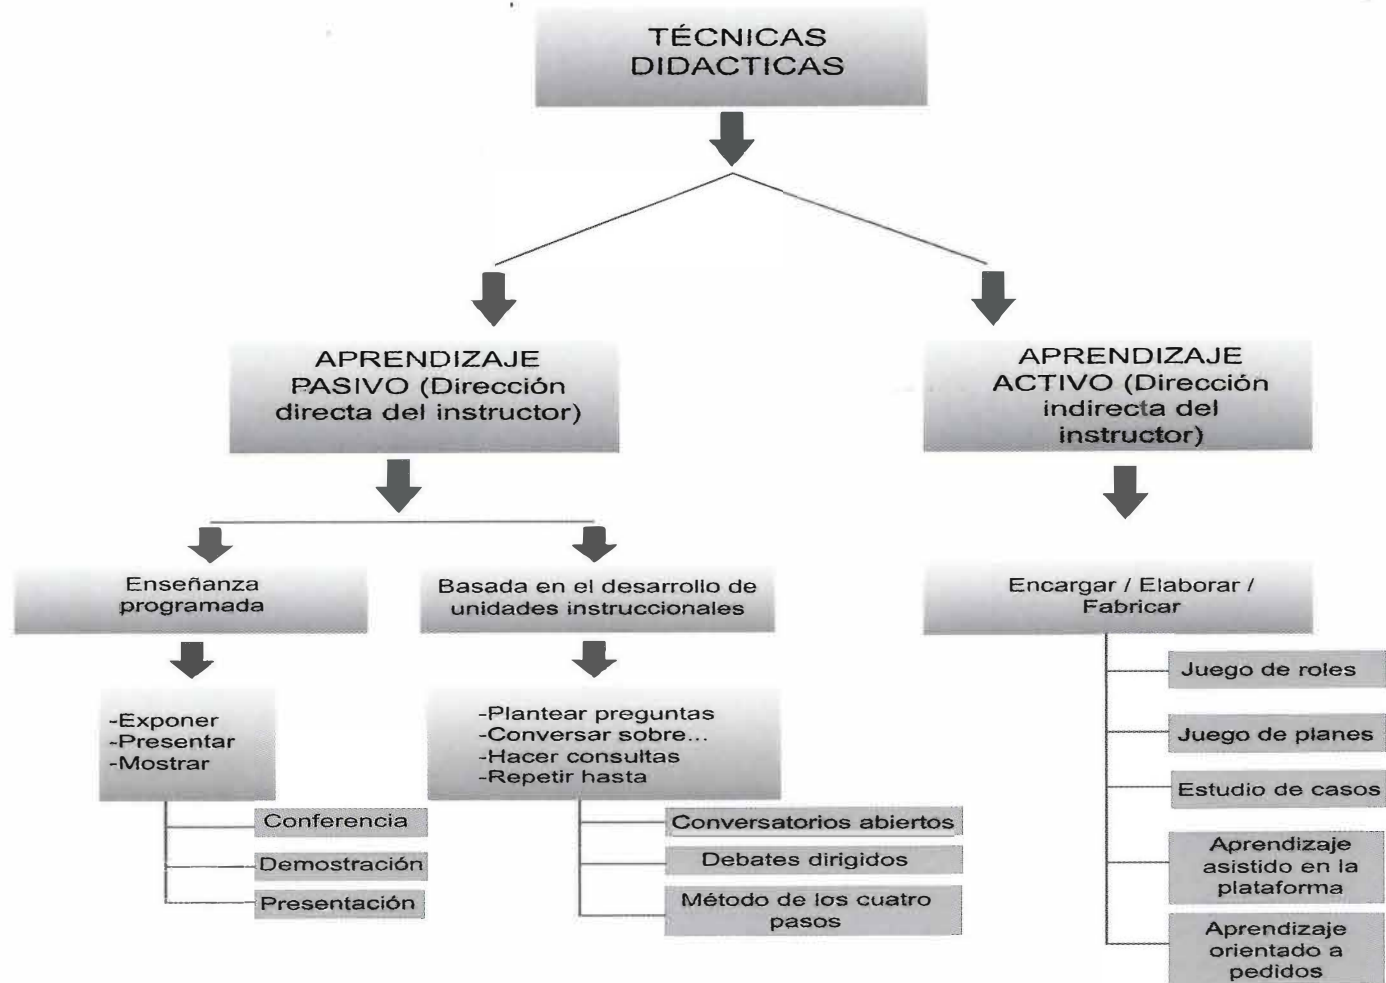 TÉCNICAS
DIDACTICAS
APRENDIZAJE
PASIVO (Dirección
directa del instructor)
APRENDIZAJE
ACTIVO (Dirección
indirecta del
instructor)
Enseñanza
programada
Basada en el desarrollo de
unidades instruccionales
Encargar / Elaborar /
Fabricar
-Exponer
-Presentar
-Mostrar
-Plantear preguntas
-Conversar sobre...
-Hacer consultas
-Repetir hasta
Conferencia
Demostración
Presentación
Conversatorios abiertos
Debates dirigidos
Método de los cuatro
pasos
Juego de roles
Juego de planes
Estudio de casos
Aprendizaje
asistido en la
plataforma
Aprendizaje
orientado a
pedidos